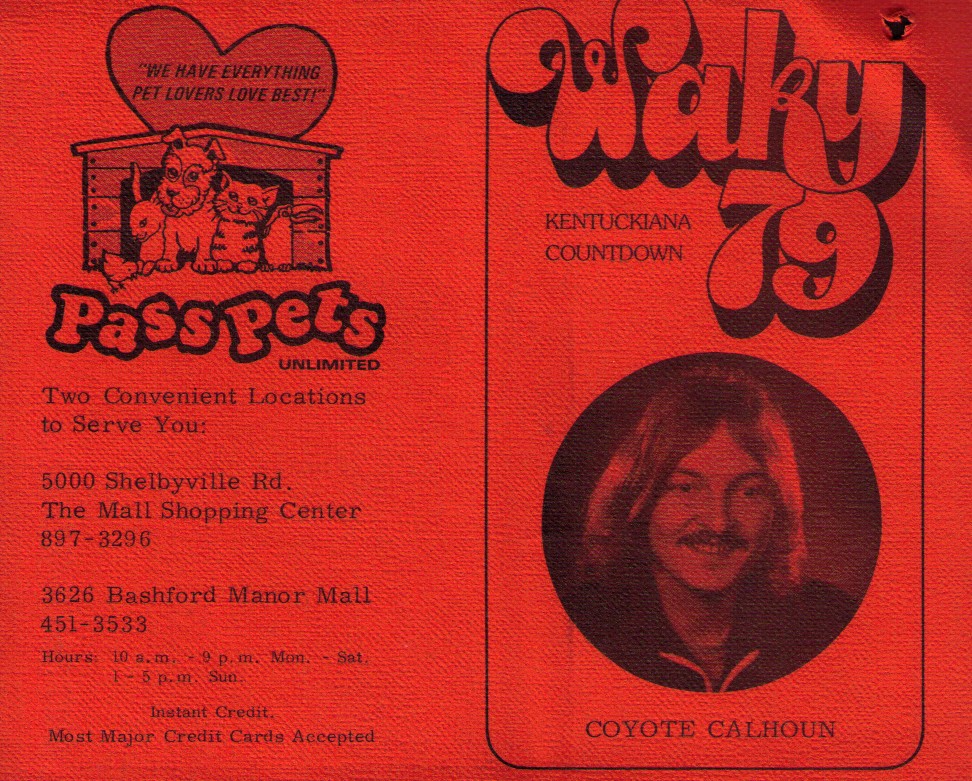 "WE HAVE EVERYTHING
PET LOVERS LOVE BEST!"
Pass Pets
UNLIMITED
Two Convenient Locations
to Serve You:
5000 Shelbyville Rd.
The Mall Shopping Center
897-3296
3626 Bashford Manor Mall
451-3533
Hours: 10 a.m. - 9 p.m. Mon. - Sat.
1 - 5 p.m. Sun.
Instant Credit.
Most Major Credit Cards Accepted
Waky
79
KENTUCKIANA
COUNTDOWN
COYOTE CALHOUN